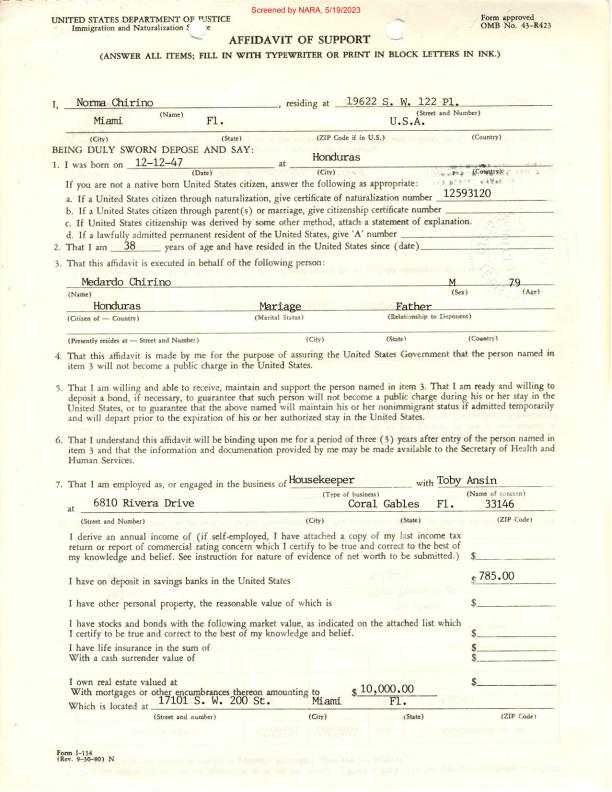 Screened by NARA, 5/19/2023
UNITED STATES DEPARTMENT OF JUSTICE
Immigration and Naturalization
Form approved
OMB No. 43-R423
AFFIDAVIT OF SUPPORT
(ANSWER ALL ITEMS; FILL IN WITH TYPEWRITER OR PRINT IN BLOCK LETTERS IN INK.)
I, Norma Chirino, residing at 19622 S. W. 122 Pl.
(Name) (Street and Number)
Miami Fl. U.S.A.
(City) (State) (ZIP Code if in U.S.) (Country)
BEING DULY SWORN DEPOSE AND SAY:
1. I was born on 12-12-47 at Honduras
(Date) (City) (Country)
If you are not a native born United States citizen, answer the following as appropriate:
a. If a United States citizen through naturalization, give certificate of naturalization number 12593120
b. If a United States citizen through parent(s) or marriage, give citizenship certificate number
c. If United States citizenship was derived by some other method, attach a statement of explanation.
d. If a lawfully admitted permanent resident of the United States, give 'A' number
2. That I am 38 years of age and have resided in the United States since (date)
3. That this affidavit is executed in behalf of the following person:
Medardo Chirino M 79
(Name) (Sex) (Age)
Honduras Mariage Father
(Citizen of — Country) (Marital Status) (Relationship to Deponent)
(Presently resides at — Street and Number) (City) (State) (Country)
4. That this affidavit is made by me for the purpose of assuring the United States Government that the person named in
item 3 will not become a public charge in the United States.
5. That I am willing and able to receive, maintain and support the person named in item 3. That I am ready and willing to
deposit a bond, if necessary, to guarantee that such person will not become a public charge during his or her stay in the
United States, or to guarantee that the above named will maintain his or her nonimmigrant status if admitted temporarily
and will depart prior to the expiration of his or her authorized stay in the United States.
6. That I understand this affidavit will be binding upon me for a period of three (3) years after entry of the person named in
item 3 and that the information and documenation provided by me may be made available to the Secretary of Health and
Human Services.
7. That I am employed as, or engaged in the business of Housekeeper with Toby Ansin
(Type of business) (Name of concern)
at 6810 Rivera Drive Coral Gables Fl. 33146
(Street and Number) (City) (State) (ZIP Code)
I derive an annual income of (if self-employed, I have attached a copy of my last income tax
return or report of commercial rating concern which I certify to be true and correct to the best of
my knowledge and belief. See instruction for nature of evidence of net worth to be submitted.) $
I have on deposit in savings banks in the United States $ 785.00
I have other personal property, the reasonable value of which is $
I have stocks and bonds with the following market value, as indicated on the attached list which
I certify to be true and correct to the best of my knowledge and belief. $
I have life insurance in the sum of $
With a cash surrender value of $
I own real estate valued at $
With mortgages or other encumbrances thereon amounting to $ 10,000.00
Which is located at 17101 S. W. 200 St. Miami Fl.
(Street and number) (City) (State) (ZIP Code)
Form I-134
(Rev. 9-30-80) N